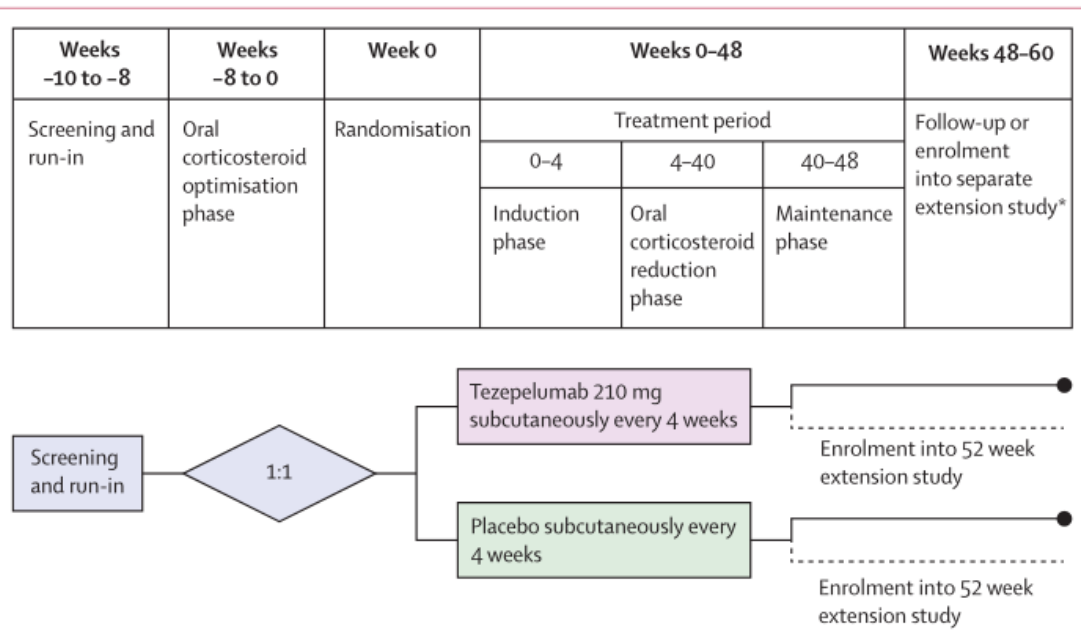 Weeks
–10 to –8
Weeks
–8 to 0
Week 0
Weeks 0–48
Weeks 48–60
Screening and
run-in
Oral
corticosteroid
optimisation
phase
Randomisation
Treatment period
0–4
4–40
40–48
Induction
phase
Oral
corticosteroid
reduction
phase
Maintenance
phase
Follow-up or
enrolment
into separate
extension study*
Screening
and run-in
1:1
Tezepelumab 210 mg
subcutaneously every 4 weeks
Enrolment into 52 week
extension study
Placebo subcutaneously every
4 weeks
Enrolment into 52 week
extension study